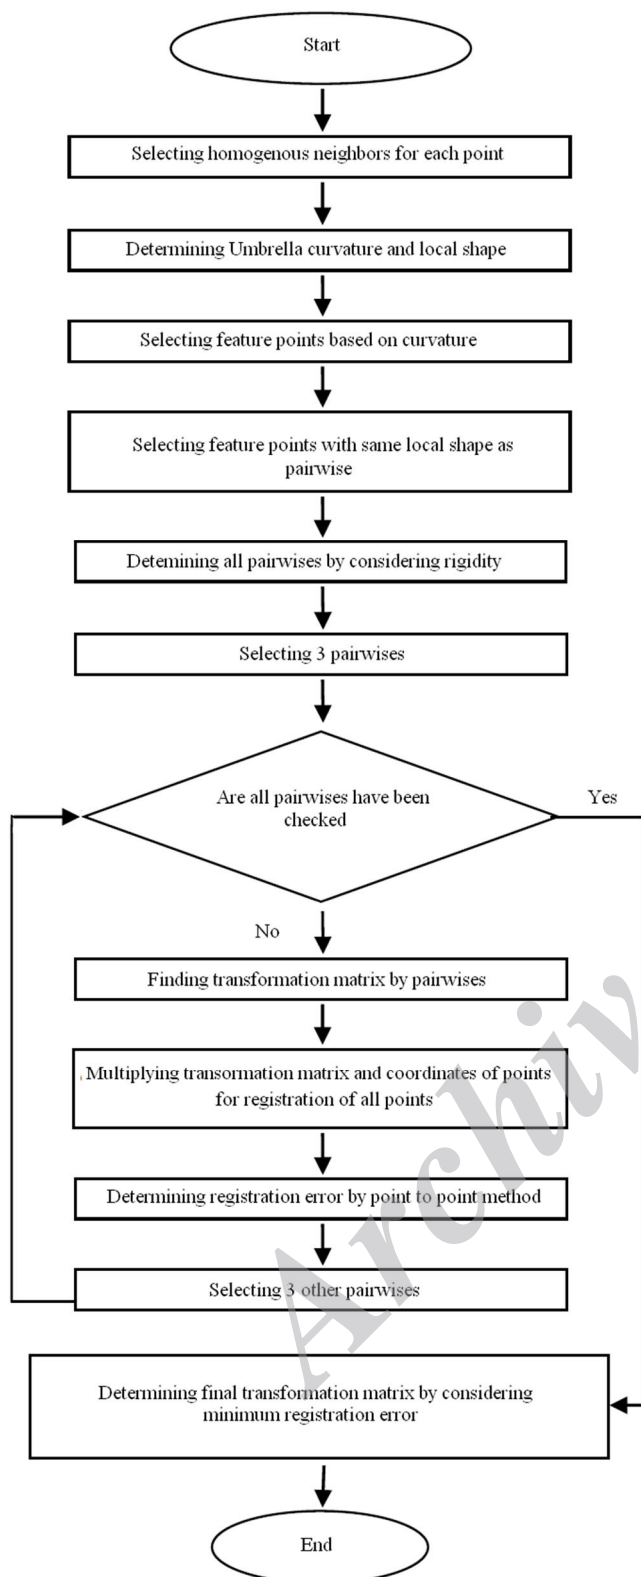 Start
Selecting homogenous neighbors for each point
Determining Umbrella curvature and local shape
Selecting feature points based on curvature
Selecting feature points with same local shape as
pairwise
Detemining all pairwises by considering rigidity
Selecting 3 pairwises
Are all pairwises have been
checked
Yes
No
Finding transformation matrix by pairwises
Multiplying transormation matrix and coordinates of points
for registration of all points
Determining registration error by point to point method
Selecting 3 other pairwises
Determining final transformation matrix by considering
minimum registration error
End
Archiv